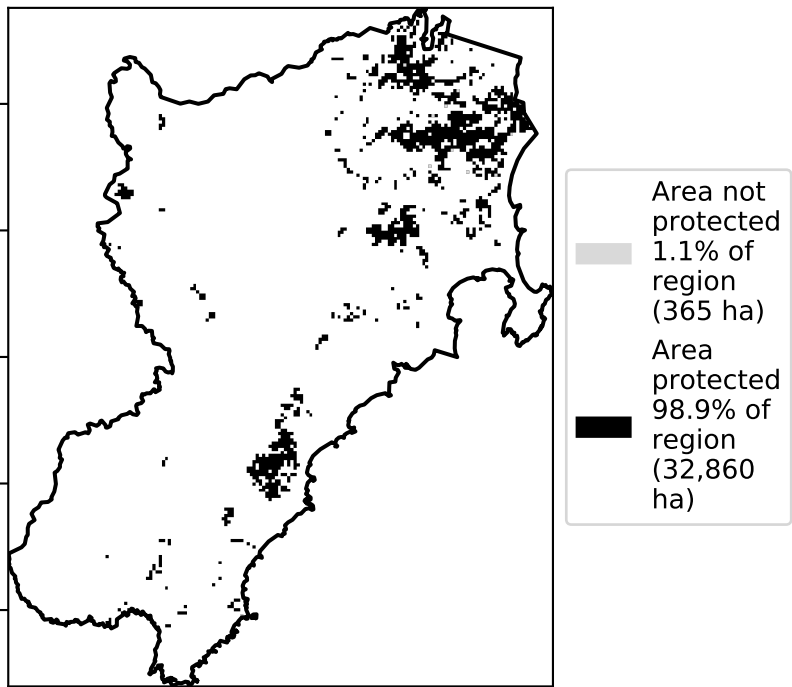 Area not
protected
1.1% of
region
(365 ha)
Area
protected
98.9% of
region
(32,860
ha)